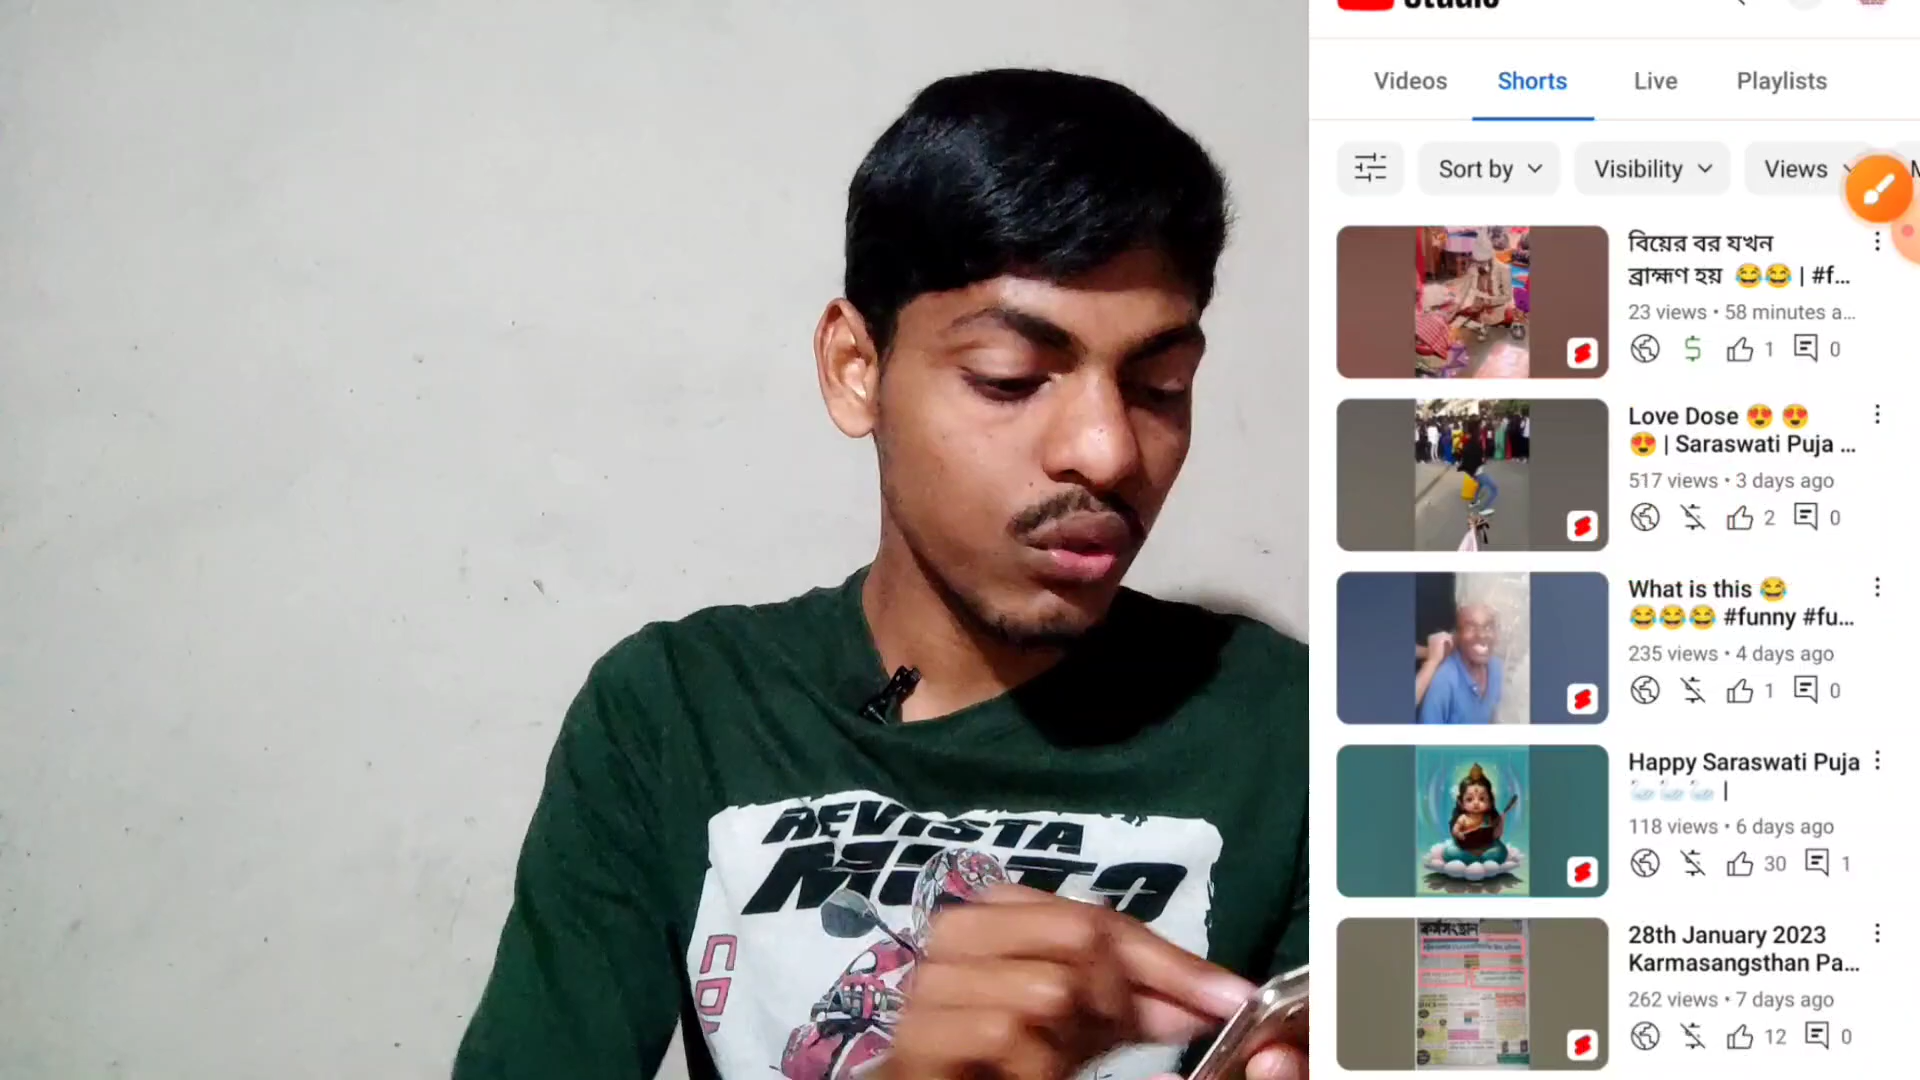 Studio
Videos
Shorts
Live
Playlists
Sort by
Visibility
Views
M
বিয়ের বর যখন
ব্রাহ্মণ হয় 😂😂 | #f...
23 views • 58 minutes a...
1
0
Love Dose 😍 😍
😍 | Saraswati Puja ...
517 views • 3 days ago
2
0
What is this 😂
😂😂😂 #funny #fu...
235 views • 4 days ago
1
0
Happy Saraswati Puja
🦢🦢🦢 |
118 views • 6 days ago
30
1
কর্মসংস্থান
28th January 2023
Karmasangsthan Pa...
262 views • 7 days ago
12
0
REVISTA
MOTO